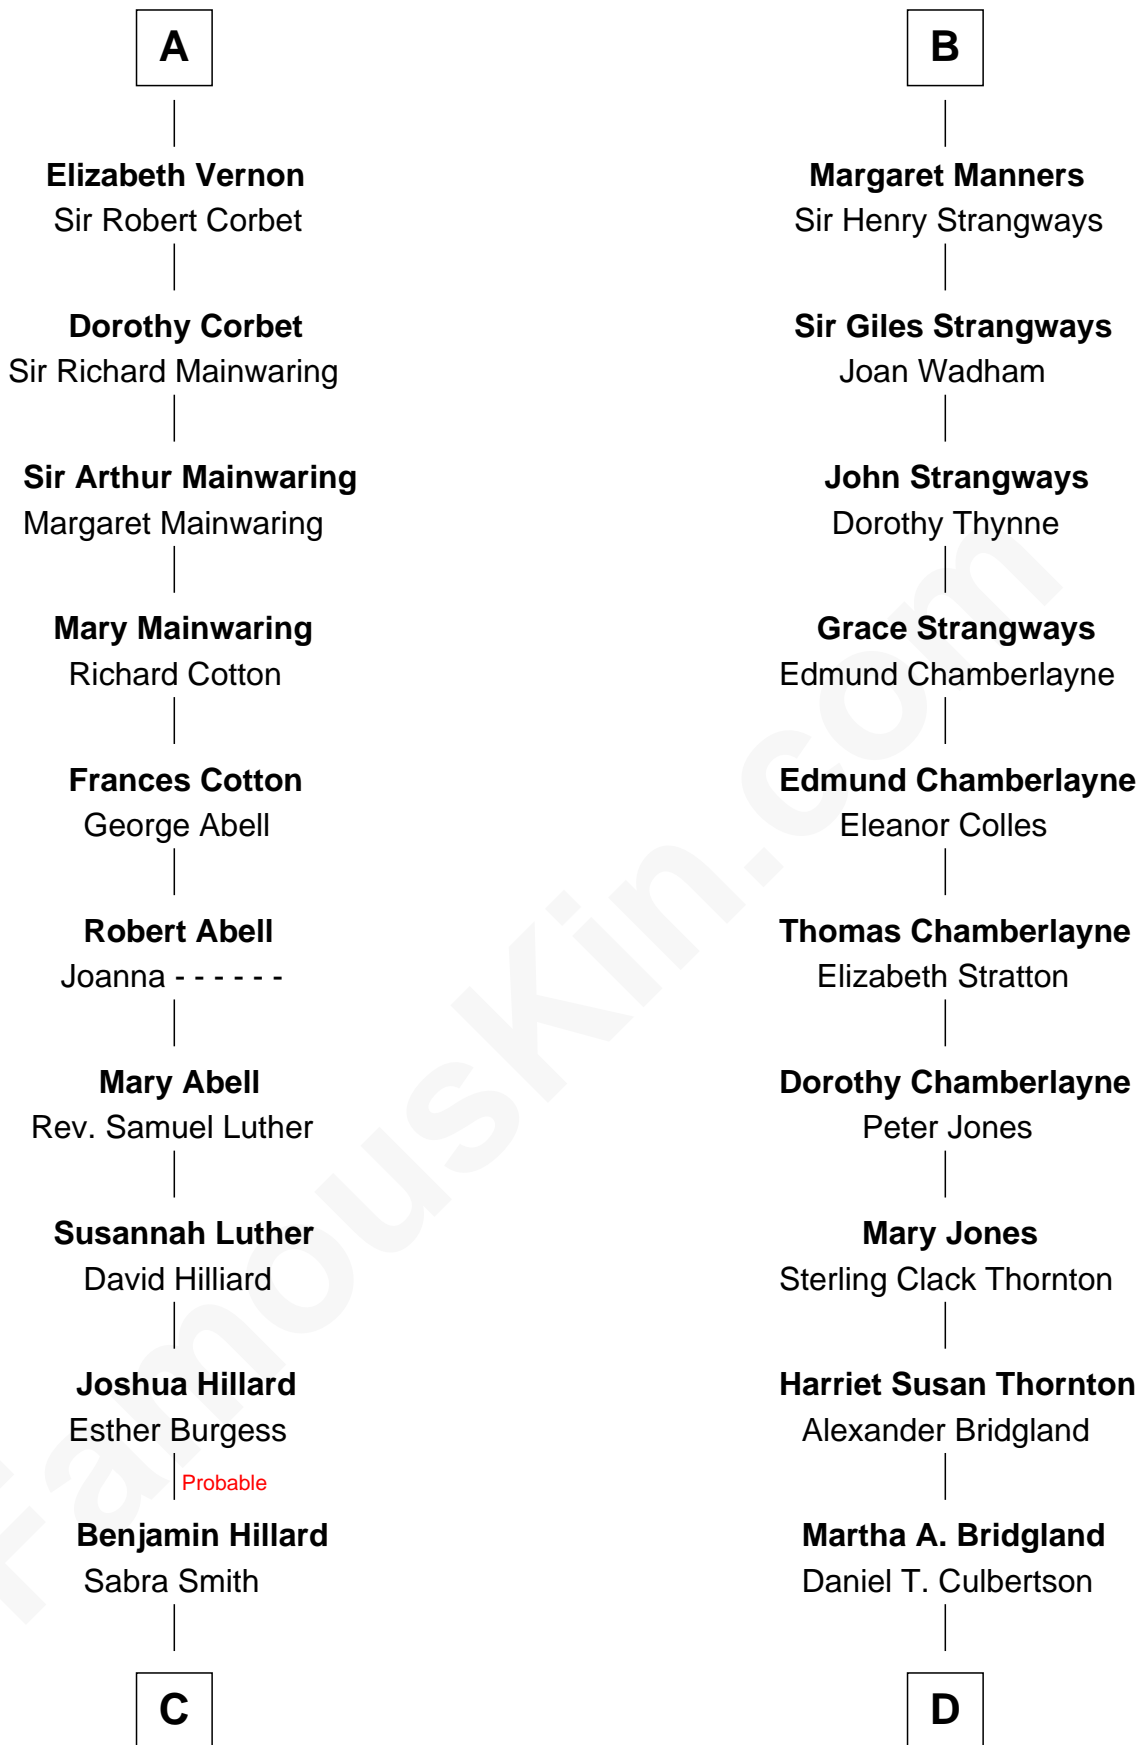 A
Elizabeth Vernon
Sir Robert Corbet
Dorothy Corbet
Sir Richard Mainwaring
Sir Arthur Mainwaring
Margaret Mainwaring
Mary Mainwaring
Richard Cotton
Frances Cotton
George Abell
Robert Abell
Joanna - - - - - -
Mary Abell
Rev. Samuel Luther
Susannah Luther
David Hilliard
Joshua Hillard
Esther Burgess
Probable
Benjamin Hillard
Sabra Smith
C
B
Margaret Manners
Sir Henry Strangways
Sir Giles Strangways
Joan Wadham
John Strangways
Dorothy Thynne
Grace Strangways
Edmund Chamberlayne
Edmund Chamberlayne
Eleanor Colles
Thomas Chamberlayne
Elizabeth Stratton
Dorothy Chamberlayne
Peter Jones
Mary Jones
Sterling Clack Thornton
Harriet Susan Thornton
Alexander Bridgland
Martha A. Bridgland
Daniel T. Culbertson
D
FamousKin.com